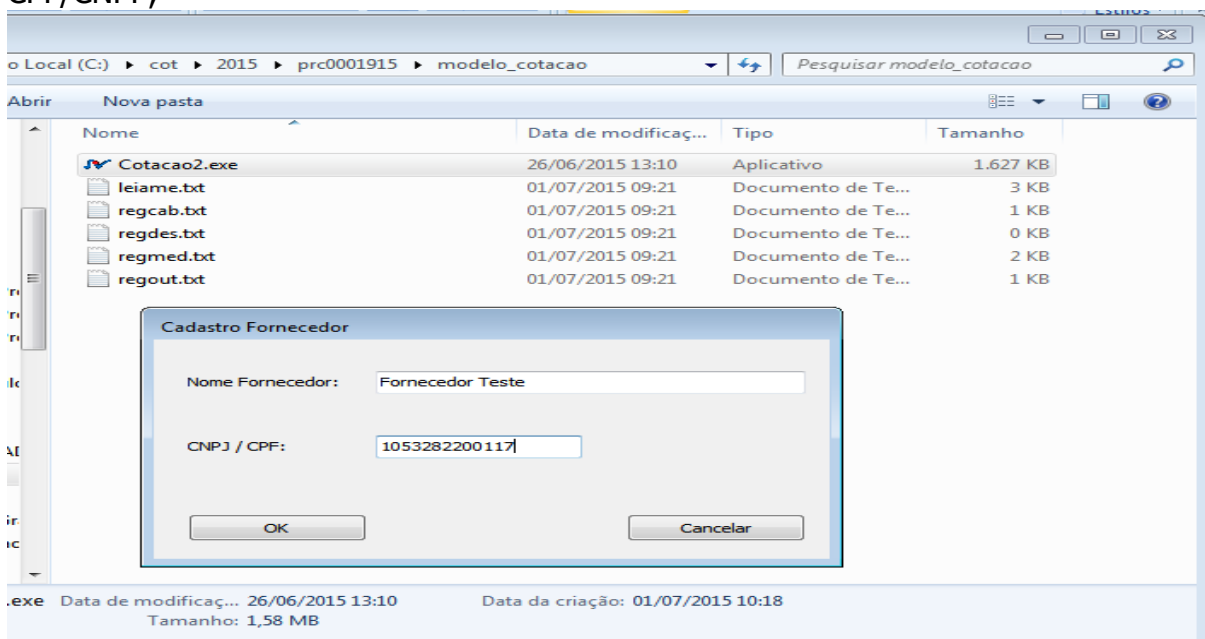 CPF/CNPJ)
Estilos
o Local (C:) cot 2015 prc0001915 modelo_cotacao Pesquisar modelo_cotacao
Abrir Nova pasta
Nome Data de modificaç... Tipo Tamanho
Cotacao2.exe 26/06/2015 13:10 Aplicativo 1.627 KB
leiame.txt 01/07/2015 09:21 Documento de Te... 3 KB
regcab.txt 01/07/2015 09:21 Documento de Te... 1 KB
regdes.txt 01/07/2015 09:21 Documento de Te... 0 KB
regmed.txt 01/07/2015 09:21 Documento de Te... 2 KB
regout.txt 01/07/2015 09:21 Documento de Te... 1 KB
Cadastro Fornecedor
Nome Fornecedor: Fornecedor Teste
CNPJ / CPF: 1053282200117
OK Cancelar
.exe Data de modificaç... 26/06/2015 13:10 Data da criação: 01/07/2015 10:18
Tamanho: 1,58 MB